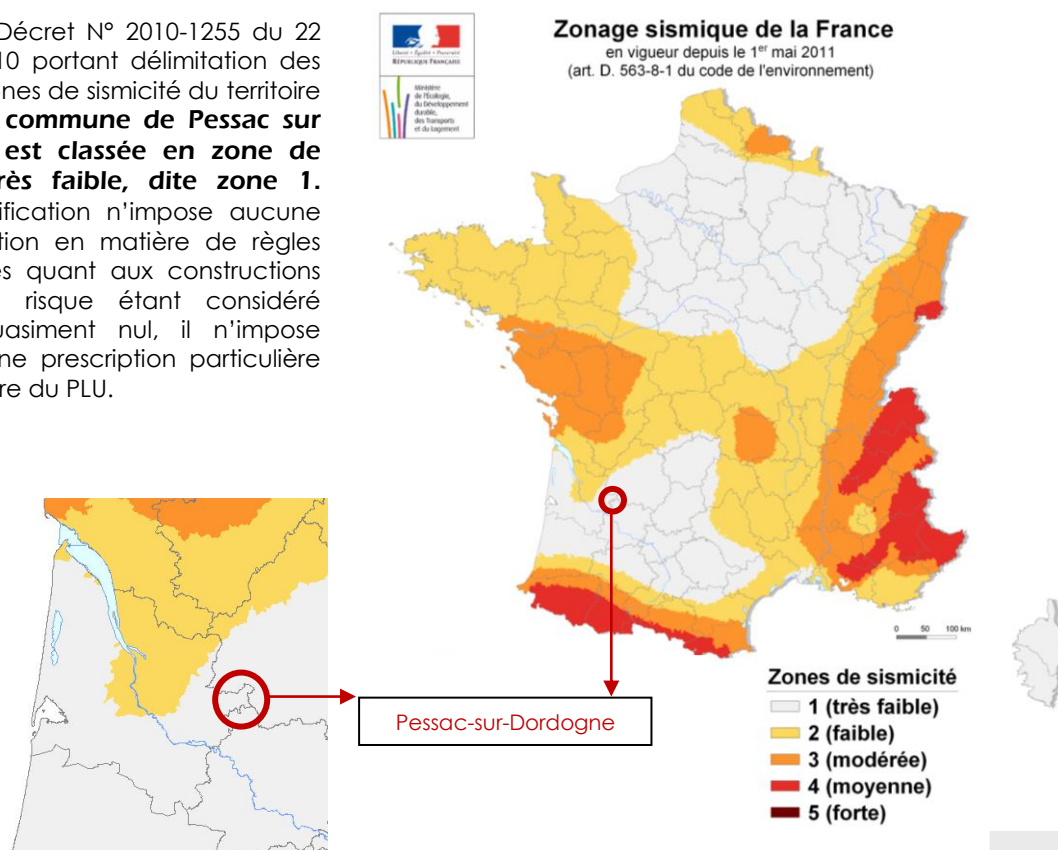 Décret N° 2010-1255 du 22
10 portant délimitation des
nes de sismicité du territoire
commune de Pessac sur
est classée en zone de
rès faible, dite zone 1.
ification n'impose aucune
tion en matière de règles
es quant aux constructions
risque étant considéré
uasiment nul, il n'impose
ne prescription particulière
re du PLU.
Liberté • Égalité • Fraternité
RÉPUBLIQUE FRANÇAISE
Ministère
de l'Écologie,
du Développement
durable,
des Transports
et du Logement
Zonage sismique de la France
en vigueur depuis le 1er mai 2011
(art. D. 563-8-1 du code de l'environnement)
0 50 100 km
Pessac-sur-Dordogne
Zones de sismicité
1 (très faible)
2 (faible)
3 (modérée)
4 (moyenne)
5 (forte)